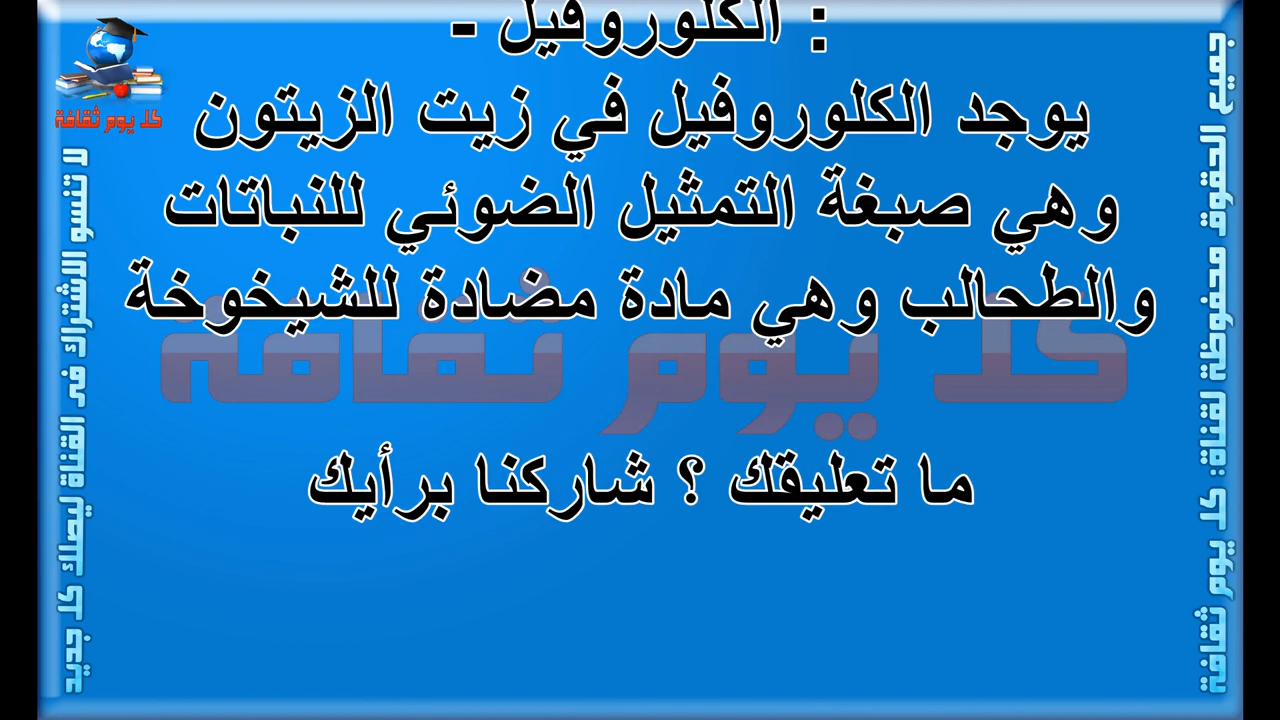 - الكلوروفيل :
يوجد الكلوروفيل في زيت الزيتون
وهي صبغة التمثيل الضوئي للنباتات
والطحالب وهي مادة مضادة للشيخوخة
ما تعليقك ؟ شاركنا برأيك
كل يوم ثقافة
كل يوم ثقافة
جميع الحقوق محفوظة لقناة: كل يوم ثقافة
لا تنسو الاشتراك في القناة ليصلك كل جديد